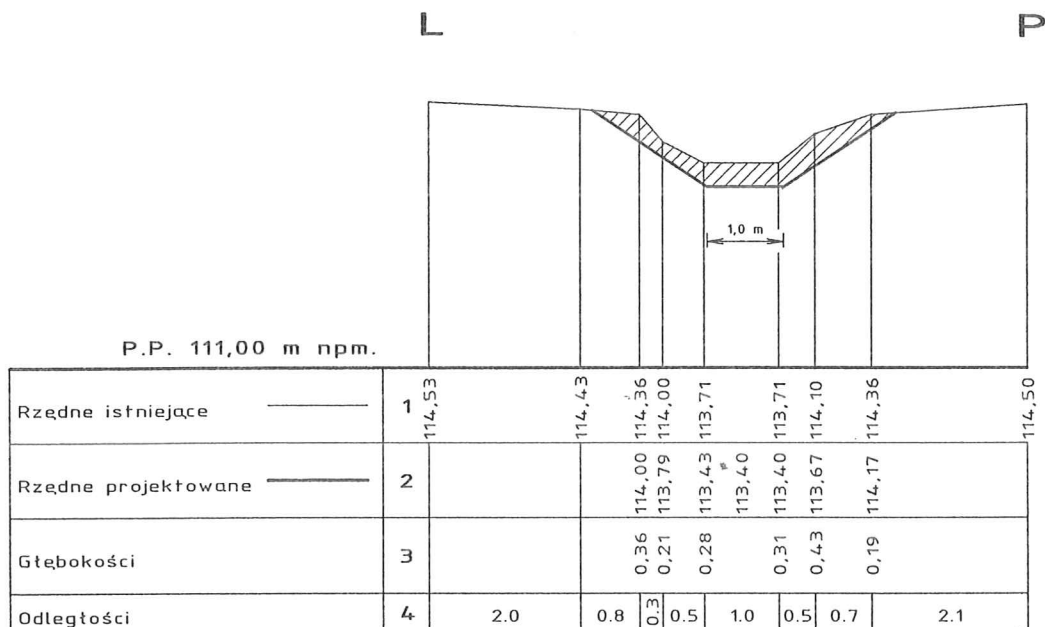 L P
1,0 m
P.P. 111,00 m npm.
Rzędne istniejące 1 114,53 114,43 114,36 114,00 113,71 113,71 114,10 114,36 114,50
Rzędne projektowane 2 114,00 113,79 113,43 113,40 113,40 113,67 114,17
Głębokości 3 0,36 0,21 0,28 0,31 0,43 0,19
Odległości 4 2.0 0.8 0.3 0.5 1.0 0.5 0.7 2.1